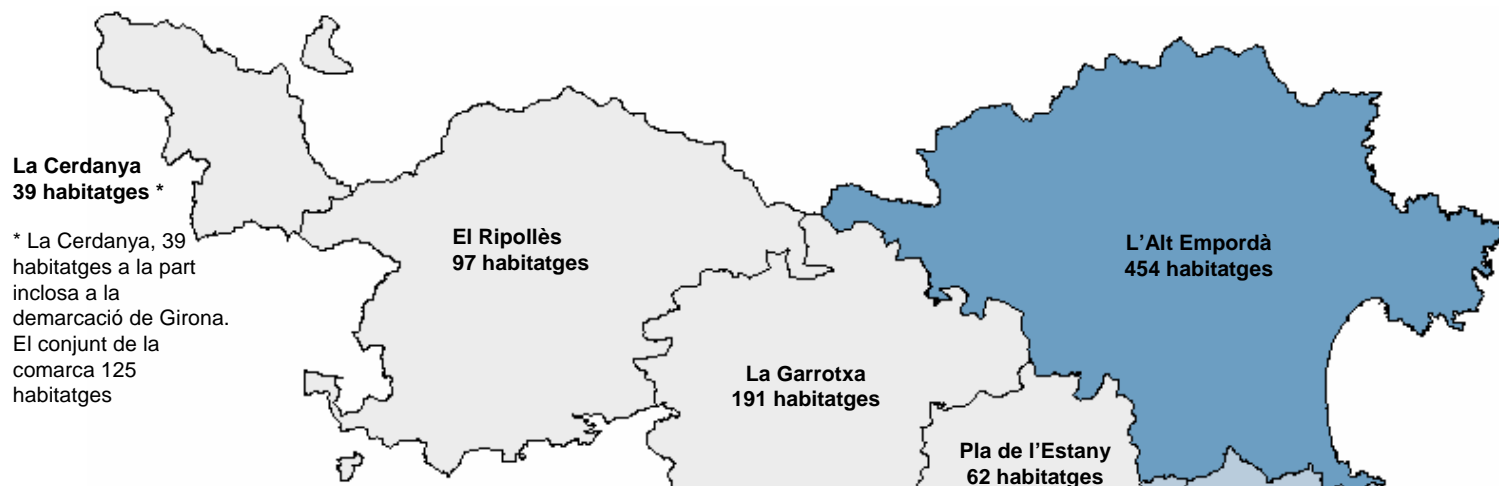 La Cerdanya
39 habitatges *
* La Cerdanya, 39
habitatges a la part
inclosa a la
demarcació de Girona.
El conjunt de la
comarca 125
habitatges
El Ripollès
97 habitatges
L'Alt Empordà
454 habitatges
La Garrotxa
191 habitatges
Pla de l'Estany
62 habitatges